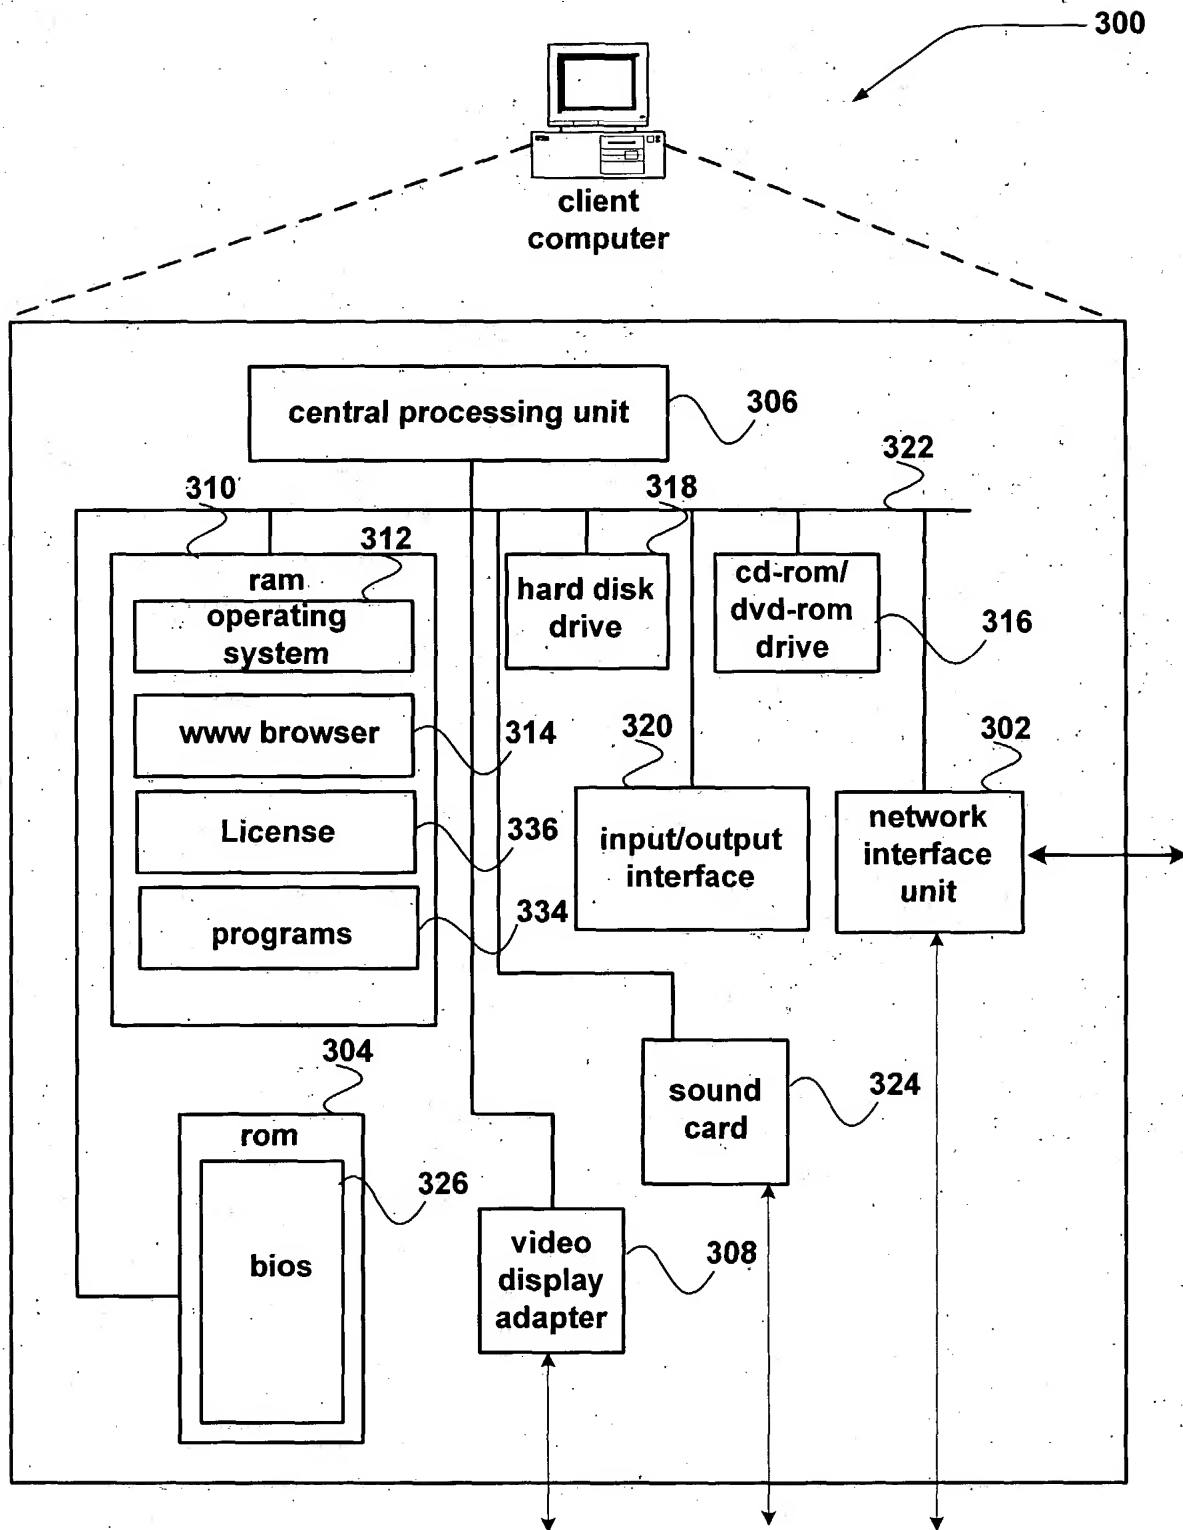 300
client
computer
central processing unit
306
322
310
318
312
ram
operating
system
hard disk
drive
cd-rom/
dvd-rom
drive
316
www browser
314
320
302
License
336
input/output
interface
network
interface
unit
programs
334
304
sound
card
324
rom
326
bios
video
display
adapter
308